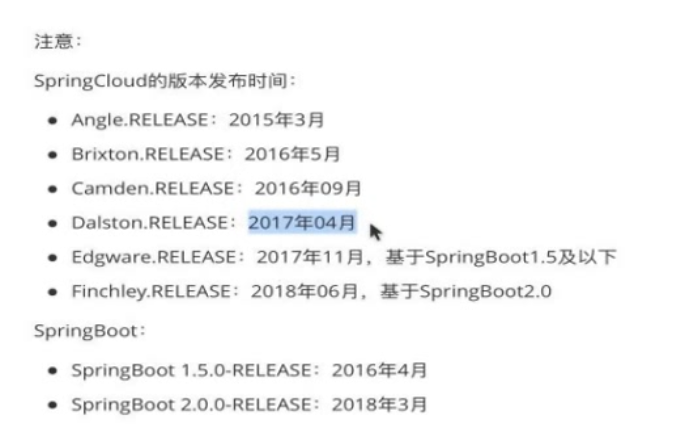 注意：
SpringCloud的版本发布时间：
• Angle.RELEASE：2015年3月
• Brixton.RELEASE：2016年5月
• Camden.RELEASE：2016年09月
• Dalston.RELEASE：2017年04月
• Edgware.RELEASE：2017年11月，基于SpringBoot1.5及以下
• Finchley.RELEASE：2018年06月，基于SpringBoot2.0
SpringBoot：
• SpringBoot 1.5.0-RELEASE：2016年4月
• SpringBoot 2.0.0-RELEASE：2018年3月